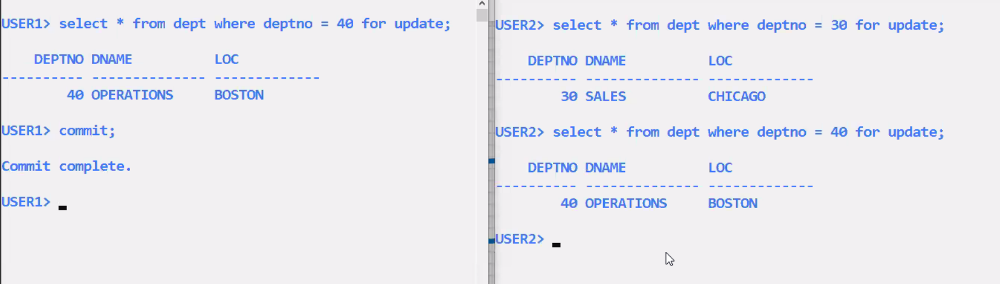 USER1> select * from dept where deptno = 40 for update;
    DEPTNO DNAME          LOC
---------- -------------- -------------
        40 OPERATIONS     BOSTON
USER1> commit;
Commit complete.
USER1>
USER2> select * from dept where deptno = 30 for update;
    DEPTNO DNAME          LOC
---------- -------------- -------------
        30 SALES          CHICAGO
USER2> select * from dept where deptno = 40 for update;
    DEPTNO DNAME          LOC
---------- -------------- -------------
        40 OPERATIONS     BOSTON
USER2>